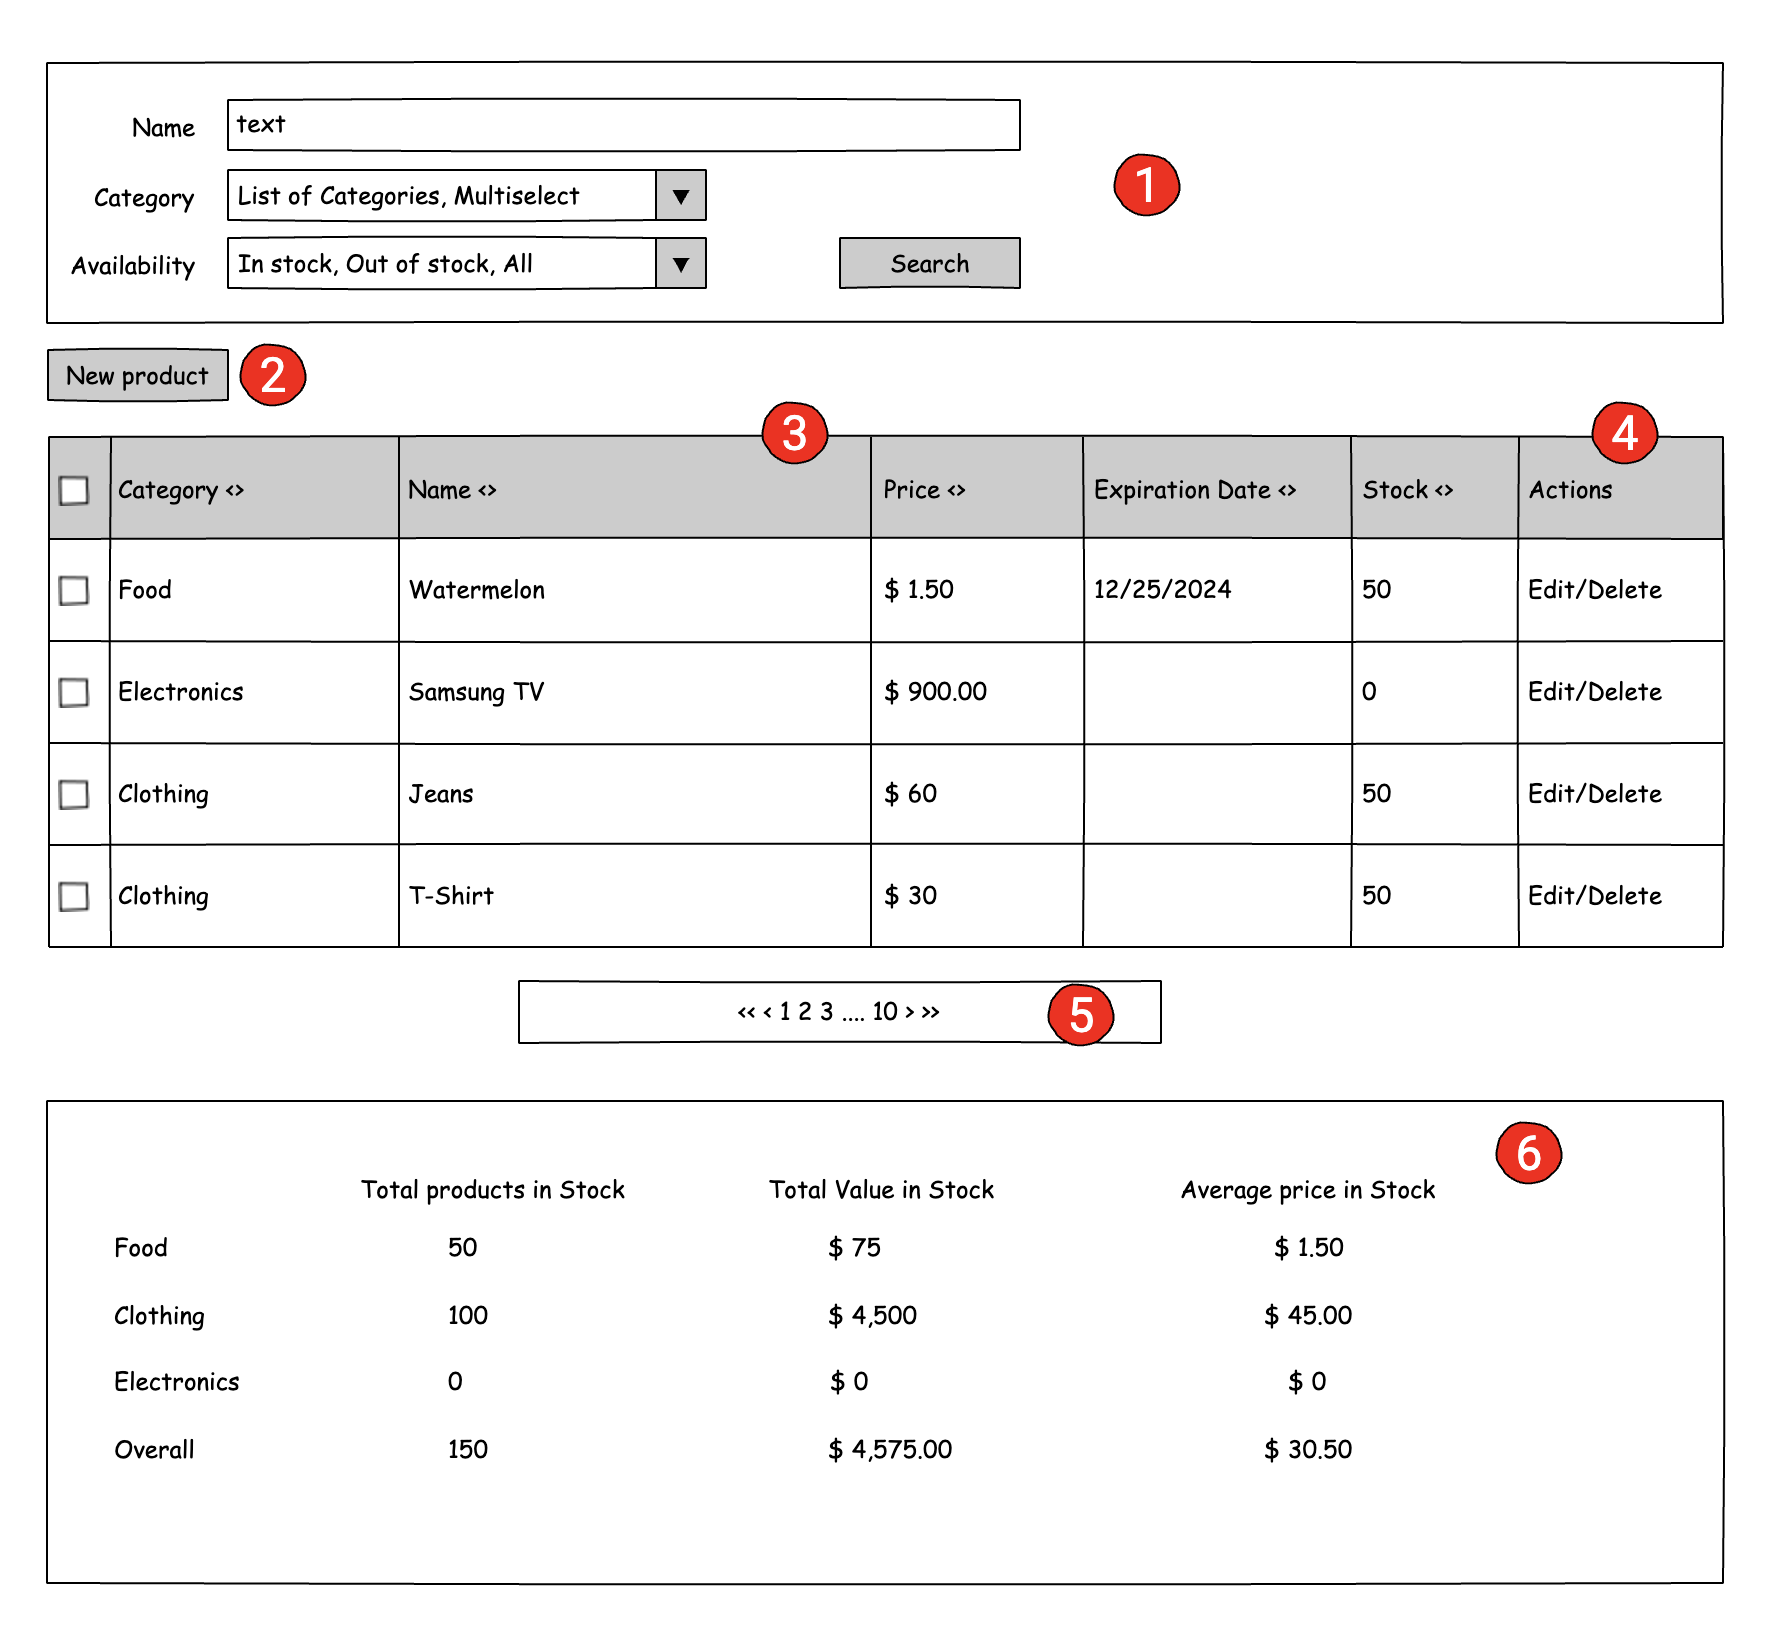 Name text
1
Category List of Categories, Multiselect ▼
Availability In stock, Out of stock, All ▼ Search
New product 2
3 4
Category <> Name <> Price <> Expiration Date <> Stock <> Actions
Food Watermelon $ 1.50 12/25/2024 50 Edit/Delete
Electronics Samsung TV $ 900.00 0 Edit/Delete
Clothing Jeans $ 60 50 Edit/Delete
Clothing T-Shirt $ 30 50 Edit/Delete
<< < 1 2 3 .... 10 > >> 5
6
Total products in Stock Total Value in Stock Average price in Stock
Food 50 $ 75 $ 1.50
Clothing 100 $ 4,500 $ 45.00
Electronics 0 $ 0 $ 0
Overall 150 $ 4,575.00 $ 30.50